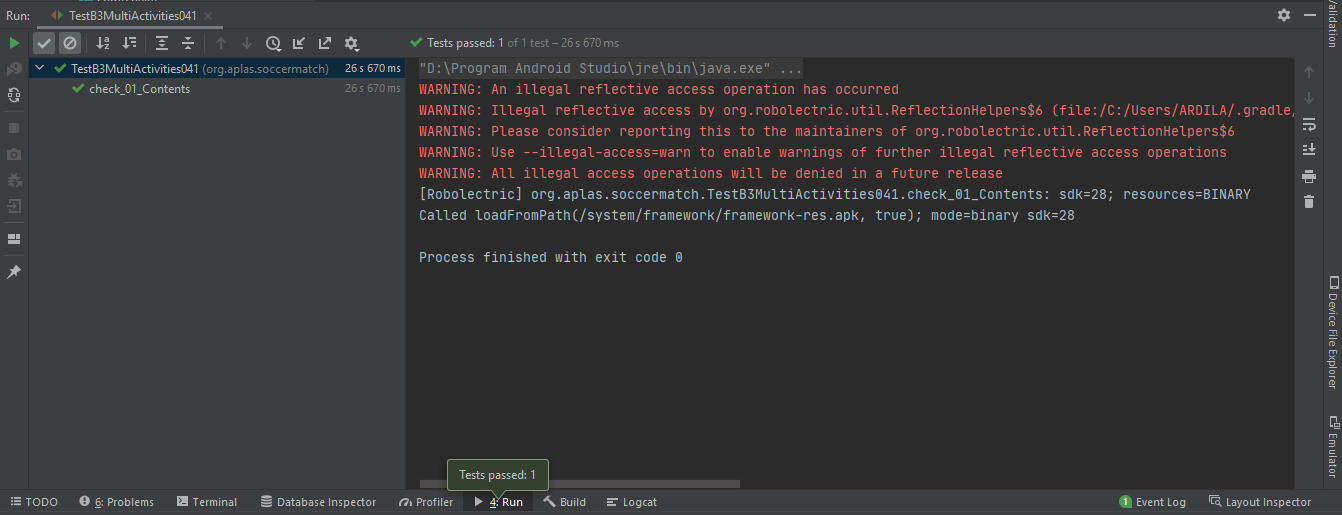 Run: TestB3MultiActivities041
Tests passed: 1 of 1 test – 26 s 670 ms
TestB3MultiActivities041 (org.aplas.soccermatch) 26 s 670 ms
check_01_Contents 26 s 670 ms
"D:\Program Android Studio\jre\bin\java.exe" ...
WARNING: An illegal reflective access operation has occurred
WARNING: Illegal reflective access by org.robolectric.util.ReflectionHelpers$6 (file:/C:/Users/ARDILA/.gradle/
WARNING: Please consider reporting this to the maintainers of org.robolectric.util.ReflectionHelpers$6
WARNING: Use --illegal-access=warn to enable warnings of further illegal reflective access operations
WARNING: All illegal access operations will be denied in a future release
[Robolectric] org.aplas.soccermatch.TestB3MultiActivities041.check_01_Contents: sdk=28; resources=BINARY
Called loadFromPath(/system/framework/framework-res.apk, true); mode=binary sdk=28
Process finished with exit code 0
Tests passed: 1
TODO 6: Problems Terminal Database Inspector Profiler 4: Run Build Logcat 1 Event Log Layout Inspector
Validation
Device File Explorer
Emulator